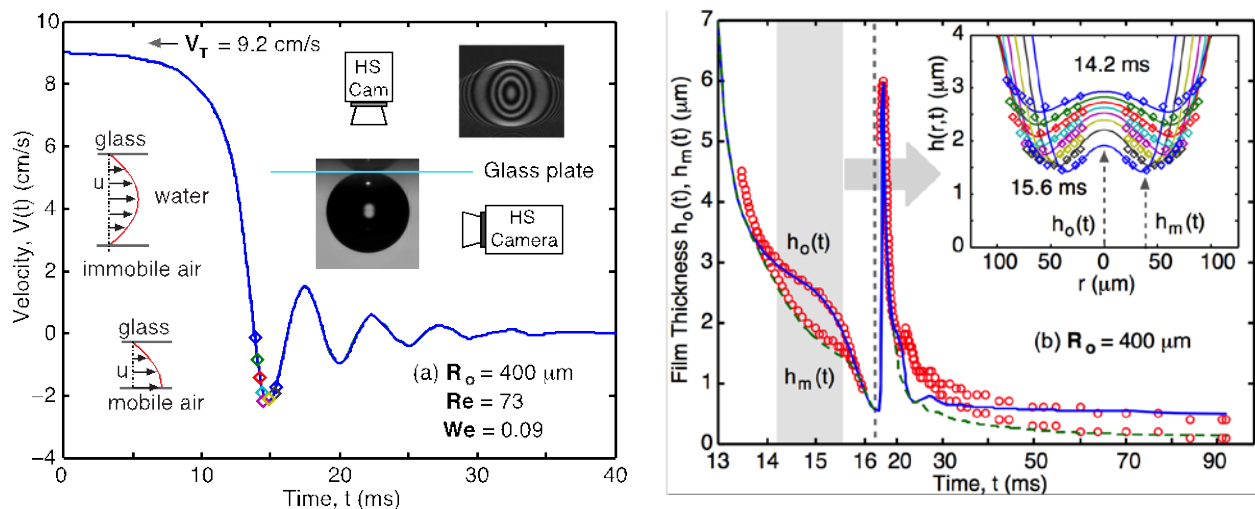 10
8
6
4
2
0
−2
−4
0
5
10
15
20
25
30
35
40
Velocity, V(t) (cm/s)
Time, t (ms)
V_T = 9.2 cm/s
HS
Cam
glass
u
water
immobile air
Glass plate
HS
Camera
glass
u
mobile air
(a) R_o = 400 μm
Re = 73
We = 0.09
7
6
5
4
3
2
1
0
13
14
15
16
20
30
50
70
90
Film Thickness h_o(t), h_m(t) (μm)
Time, t (ms)
h_o(t)
h_m(t)
(b) R_o = 400 μm
4
3
2
1
0
100
50
0
50
100
h(r,t) (μm)
r (μm)
14.2 ms
15.6 ms
h_o(t)
h_m(t)